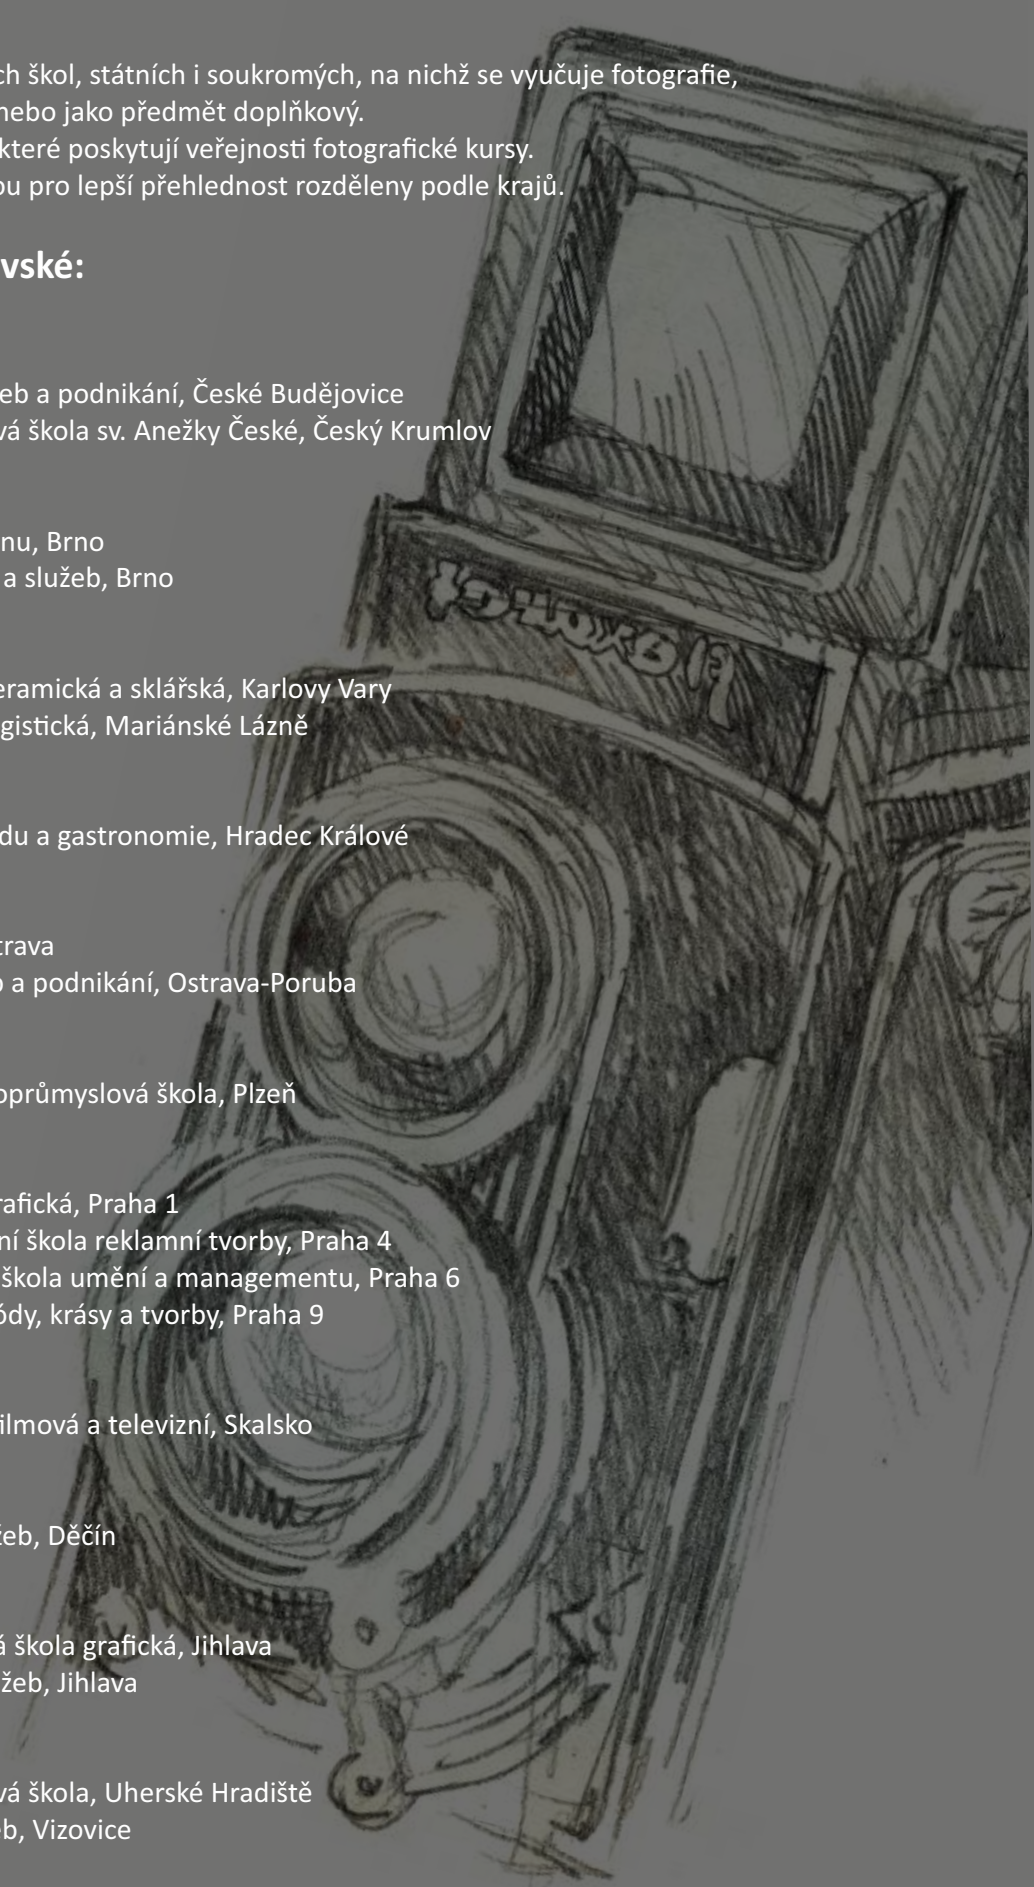 ch škol, státních i soukromých, na nichž se vyučuje fotografie,
nebo jako předmět doplňkový.
které poskytují veřejnosti fotografické kursy.
ou pro lepší přehlednost rozděleny podle krajů.
vské:
eb a podnikání, České Budějovice
vá škola sv. Anežky České, Český Krumlov
nu, Brno
a služeb, Brno
eramická a sklářská, Karlovy Vary
gistická, Mariánské Lázně
du a gastronomie, Hradec Králové
trava
b a podnikání, Ostrava-Poruba
oprůmyslová škola, Plzeň
rafická, Praha 1
ní škola reklamní tvorby, Praha 4
škola umění a managementu, Praha 6
ódy, krásy a tvorby, Praha 9
ilmová a televizní, Skalsko
žeb, Děčín
á škola grafická, Jihlava
žeb, Jihlava
vá škola, Uherské Hradiště
eb, Vizovice